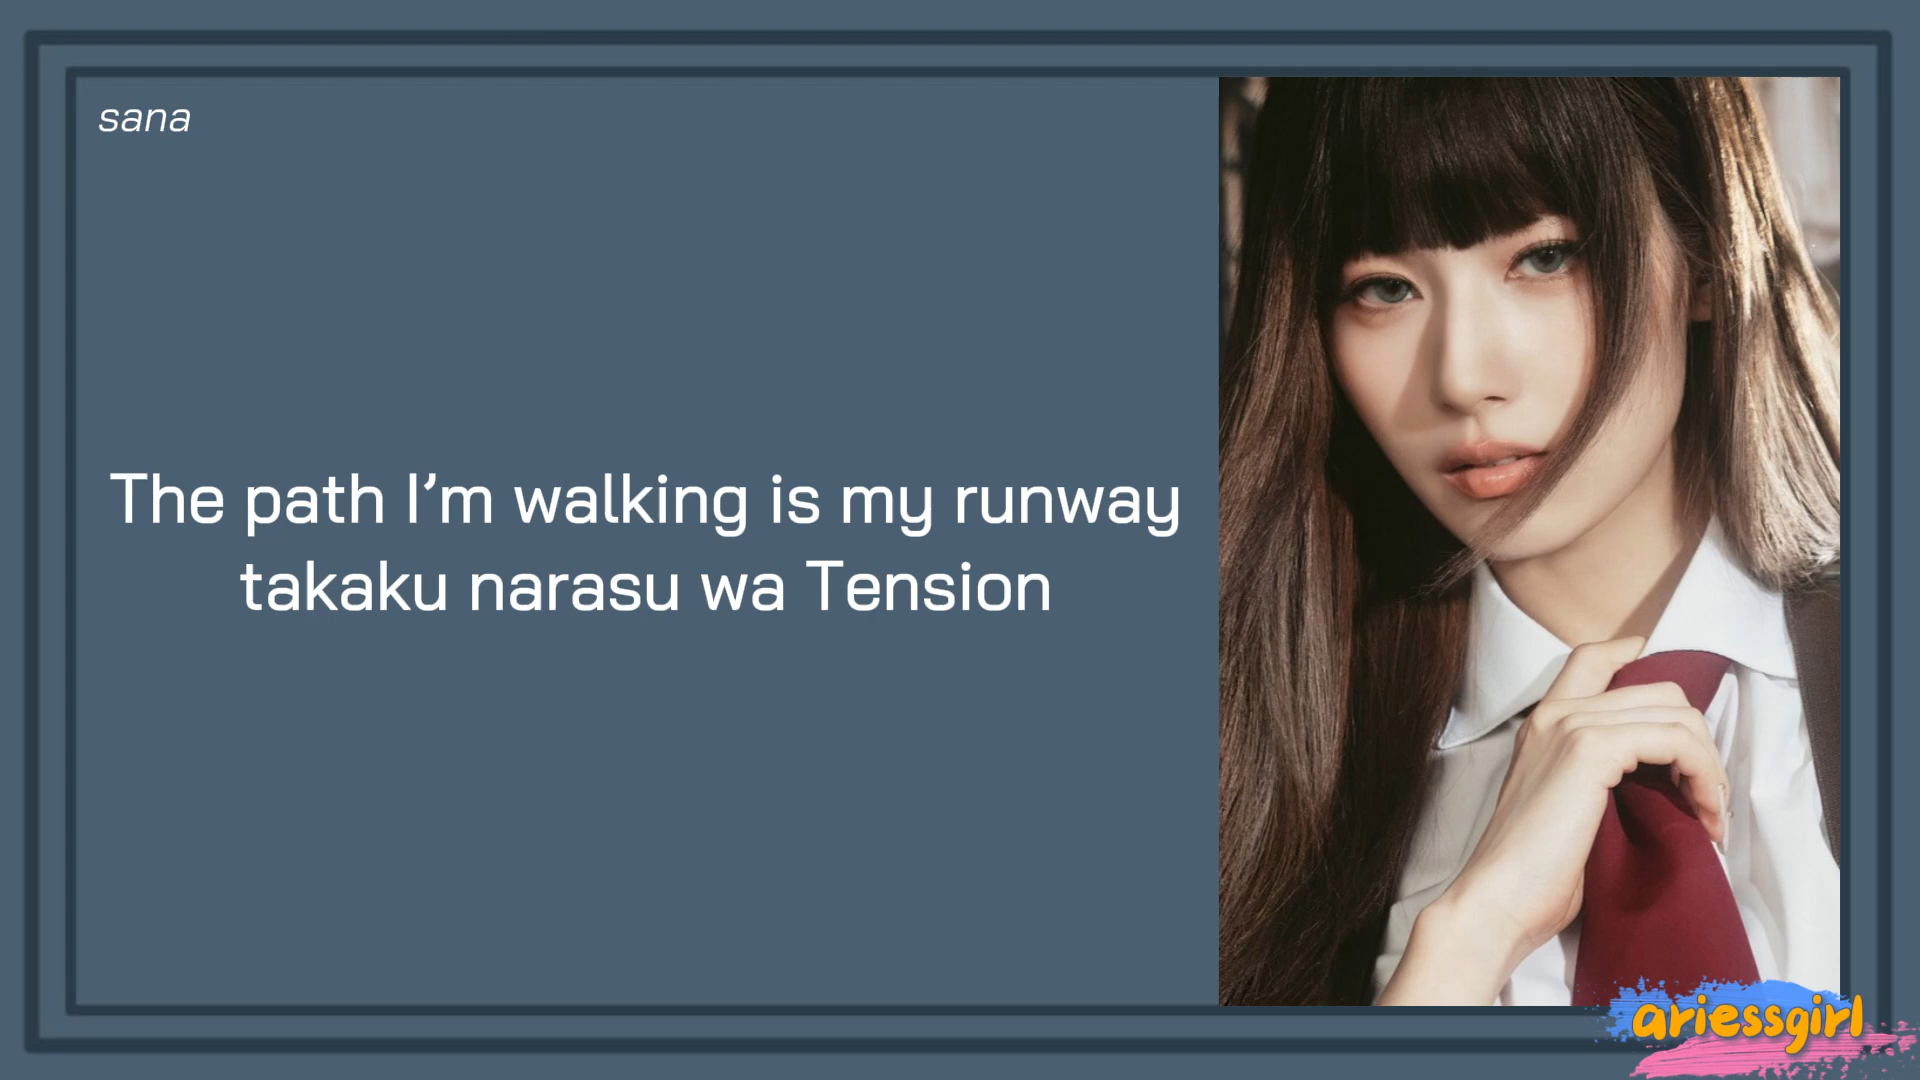 sana
The path I’m walking is my runway
takaku narasu wa Tension
ariessgirl